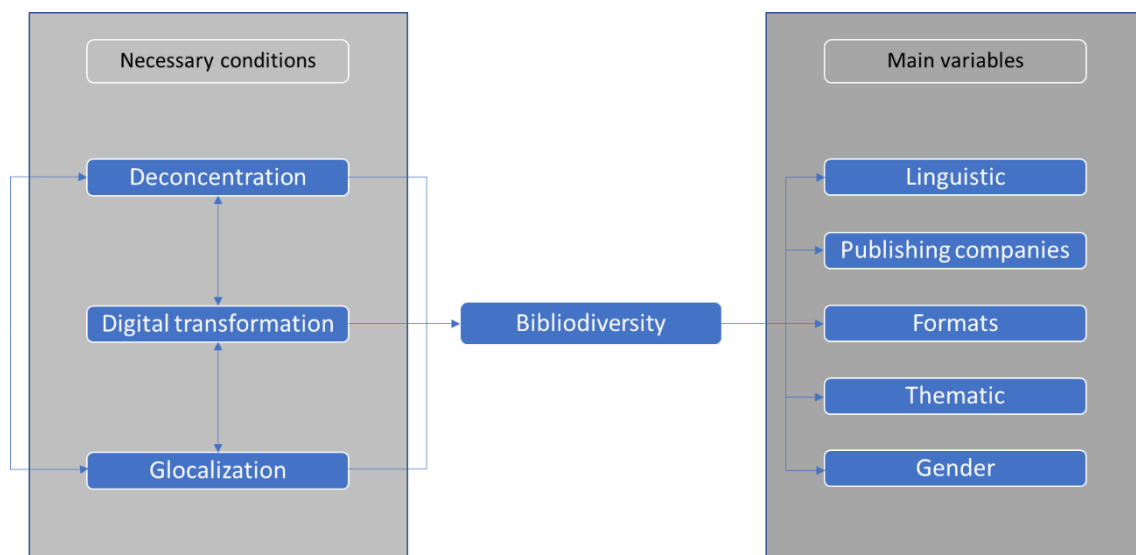 Necessary conditions
Deconcentration
Digital transformation
Glocalization
Bibliodiversity
Main variables
Linguistic
Publishing companies
Formats
Thematic
Gender